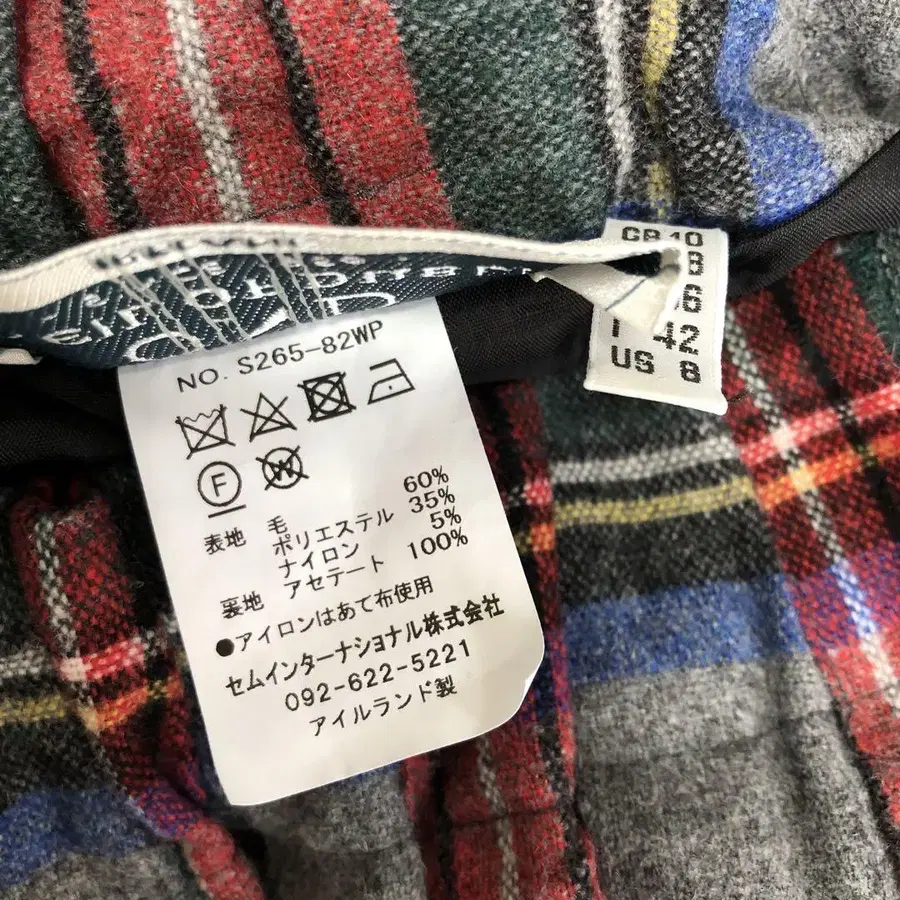 GB 10
8
6
I 42
US 8
NO. S265-82WP
F
W
表地 毛 60%
ポリエステル 35%
ナイロン 5%
裏地 アセテート 100%
●アイロンはあて布使用
セムインターナショナル株式会社
092-622-5221
アイルランド製